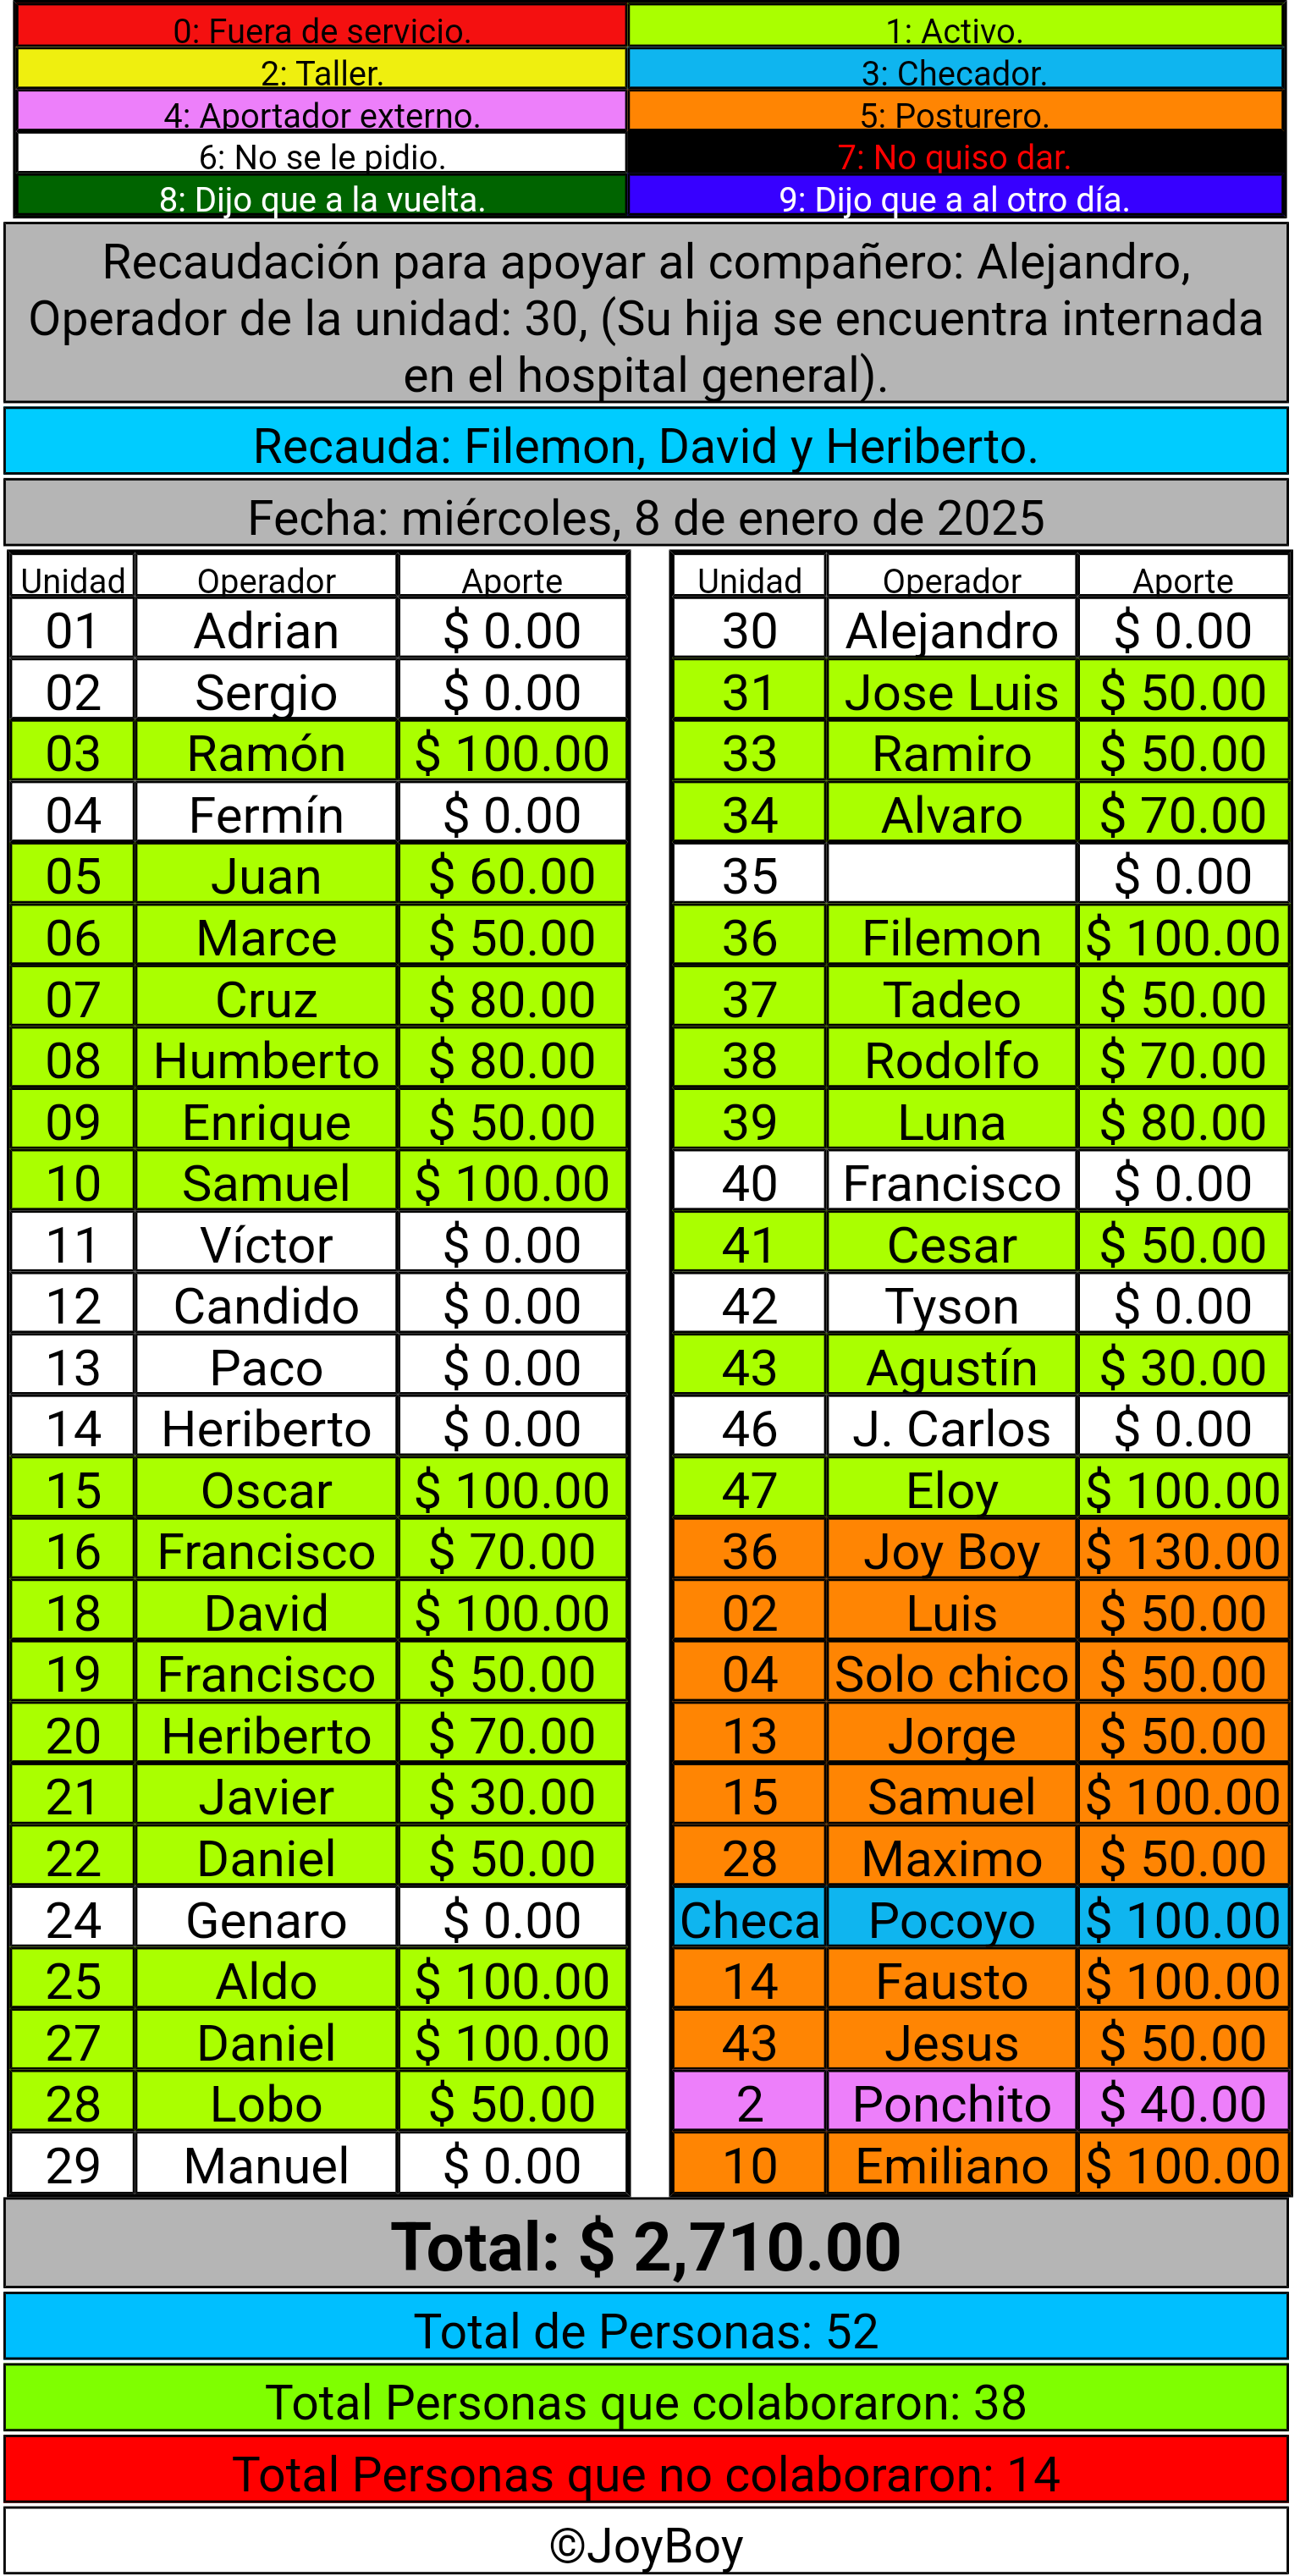 0: Fuera de servicio. 1: Activo.
2: Taller. 3: Checador.
4: Aportador externo. 5: Posturero.
6: No se le pidio. 7: No quiso dar.
8: Dijo que a la vuelta. 9: Dijo que a al otro día.
Recaudación para apoyar al compañero: Alejandro,
Operador de la unidad: 30, (Su hija se encuentra internada
en el hospital general).
Recauda: Filemon, David y Heriberto.
Fecha: miércoles, 8 de enero de 2025
Unidad Operador Aporte
01 Adrian $ 0.00
02 Sergio $ 0.00
03 Ramón $ 100.00
04 Fermín $ 0.00
05 Juan $ 60.00
06 Marce $ 50.00
07 Cruz $ 80.00
08 Humberto $ 80.00
09 Enrique $ 50.00
10 Samuel $ 100.00
11 Víctor $ 0.00
12 Candido $ 0.00
13 Paco $ 0.00
14 Heriberto $ 0.00
15 Oscar $ 100.00
16 Francisco $ 70.00
18 David $ 100.00
19 Francisco $ 50.00
20 Heriberto $ 70.00
21 Javier $ 30.00
22 Daniel $ 50.00
24 Genaro $ 0.00
25 Aldo $ 100.00
27 Daniel $ 100.00
28 Lobo $ 50.00
29 Manuel $ 0.00
Unidad Operador Aporte
30 Alejandro $ 0.00
31 Jose Luis $ 50.00
33 Ramiro $ 50.00
34 Alvaro $ 70.00
35 $ 0.00
36 Filemon $ 100.00
37 Tadeo $ 50.00
38 Rodolfo $ 70.00
39 Luna $ 80.00
40 Francisco $ 0.00
41 Cesar $ 50.00
42 Tyson $ 0.00
43 Agustín $ 30.00
46 J. Carlos $ 0.00
47 Eloy $ 100.00
36 Joy Boy $ 130.00
02 Luis $ 50.00
04 Solo chico $ 50.00
13 Jorge $ 50.00
15 Samuel $ 100.00
28 Maximo $ 50.00
Checa Pocoyo $ 100.00
14 Fausto $ 100.00
43 Jesus $ 50.00
2 Ponchito $ 40.00
10 Emiliano $ 100.00
Total: $ 2,710.00
Total de Personas: 52
Total Personas que colaboraron: 38
Total Personas que no colaboraron: 14
©JoyBoy